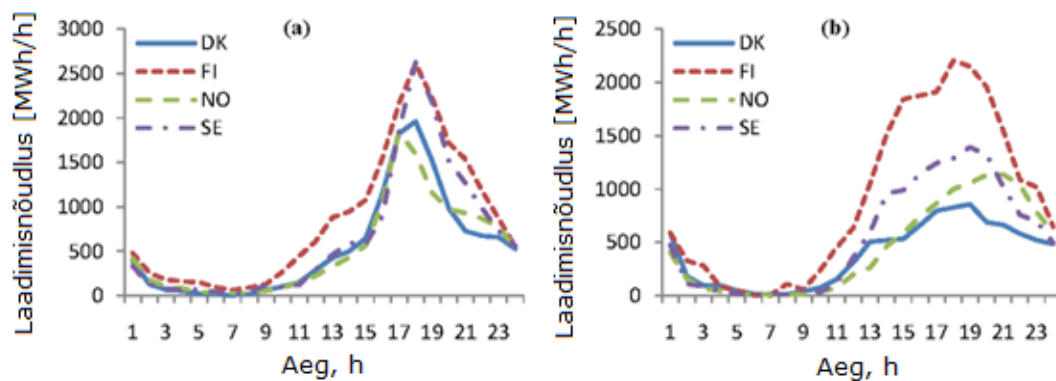 (a)
Laadimisnõudlus [MWh/h]
3000
2500
2000
1500
1000
500
0
DK
FI
NO
SE
1 3 5 7 9 11 13 15 17 19 21 23
Aeg, h
(b)
Laadimisnõudlus [MWh/h]
2500
2000
1500
1000
500
0
DK
FI
NO
SE
1 3 5 7 9 11 13 15 17 19 21 23
Aeg, h